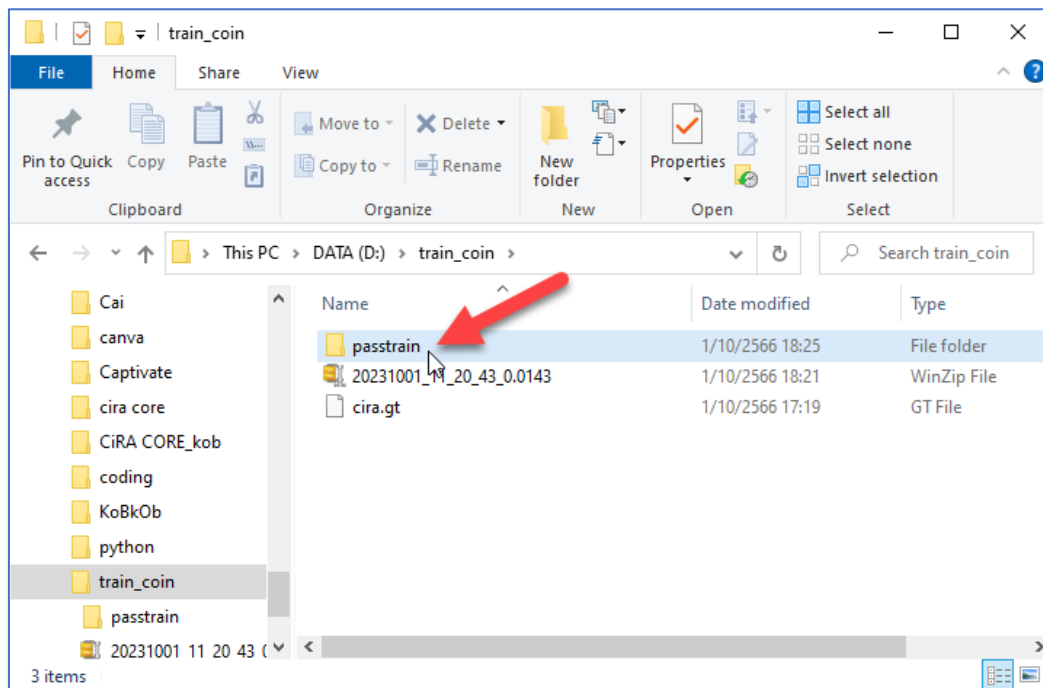 train_coin
File Home Share View
Pin to Quick access
Copy
Paste
Move to
Copy to
Delete
Rename
New folder
Properties
Select all
Select none
Invert selection
Clipboard Organize New Open Select
This PC > DATA (D:) > train_coin >
Search train_coin
Cai
canva
Captivate
cira core
CiRA CORE_kob
coding
KoBkOb
python
train_coin
passtrain
20231001_11_20_43_0
Name Date modified Type
passtrain 1/10/2566 18:25 File folder
20231001_11_20_43_0.0143 1/10/2566 18:21 WinZip File
cira.gt 1/10/2566 17:19 GT File
3 items